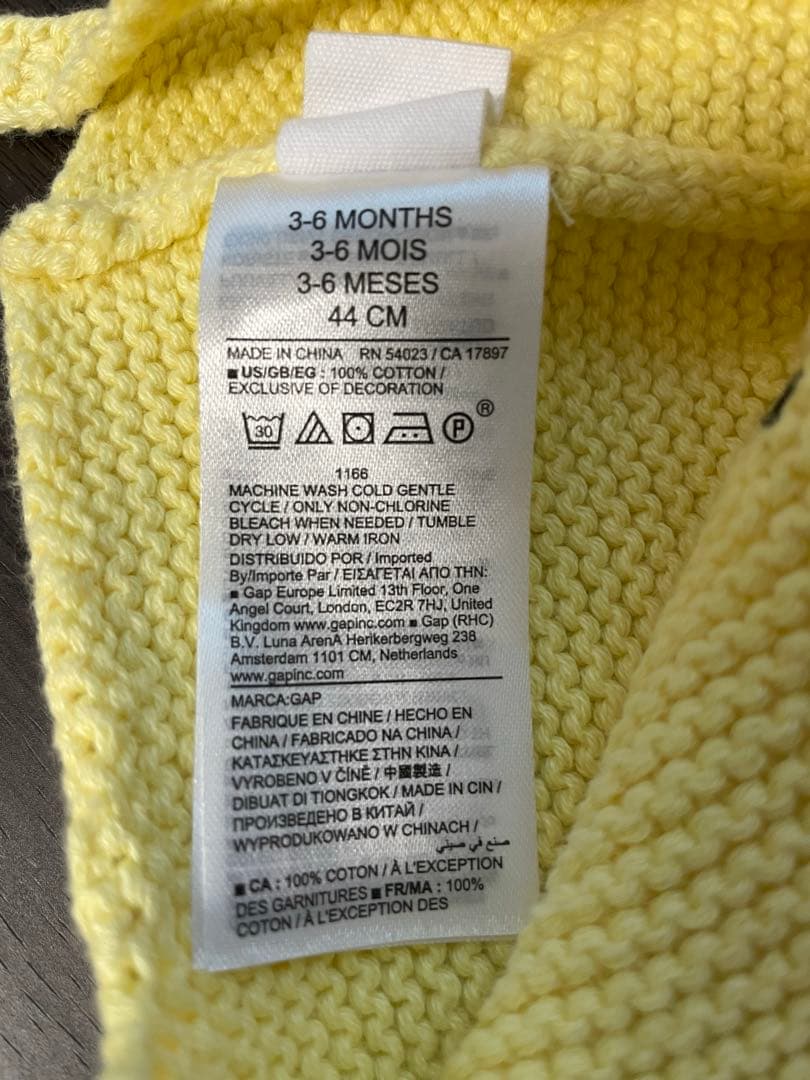 3-6 MONTHS
3-6 MOIS
3-6 MESES
44 CM
MADE IN CHINA RN 54023 / CA 17897
■ US/GB/EG : 100% COTTON /
EXCLUSIVE OF DECORATION
30 P ®
1166
MACHINE WASH COLD GENTLE
CYCLE / ONLY NON-CHLORINE
BLEACH WHEN NEEDED / TUMBLE
DRY LOW / WARM IRON
DISTRIBUIDO POR / Imported
By/Importe Par / ΕΙΣΑΓΕΤΑΙ ΑΠΟ ΤΗΝ:
■ Gap Europe Limited 13th Floor, One
Angel Court, London, EC2R 7HJ, United
Kingdom www.gapinc.com ■ Gap (RHC)
B.V. Luna ArenA Herikerbergweg 238
Amsterdam 1101 CM, Netherlands
www.gapinc.com
MARCA:GAP
FABRIQUE EN CHINE / HECHO EN
CHINA / FABRICADO NA CHINA /
ΚΑΤΑΣΚΕΥΑΣΤΗΚΕ ΣΤΗΝ ΚΙΝΑ /
VYROBENO V ČÍNĚ / 中國製造 /
DIBUAT DI TIONGKOK / MADE IN CIN /
ПРОИЗВЕДЕНО В КИТАЙ /
WYPRODUKOWANO W CHINACH /
صنع في صيني
■ CA : 100% COTON / À L'EXCEPTION
DES GARNITURES ■ FR/MA : 100%
COTON / À L'EXCEPTION DES